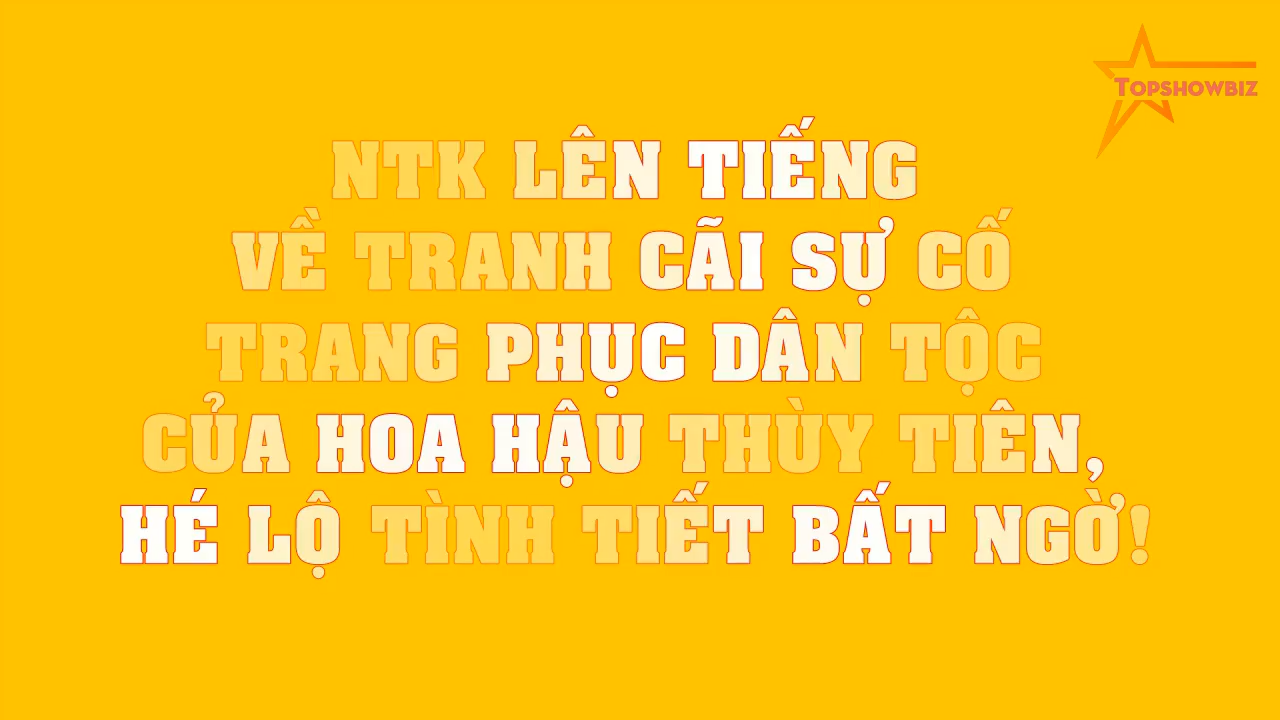 TOPSHOWBIZ
NTK LÊN TIẾNG
VỀ TRANH CÃI SỰ CỐ
TRANG PHỤC DÂN TỘC
CỦA HOA HẬU THÙY TIÊN,
HÉ LỘ TÌNH TIẾT BẤT NGỜ!